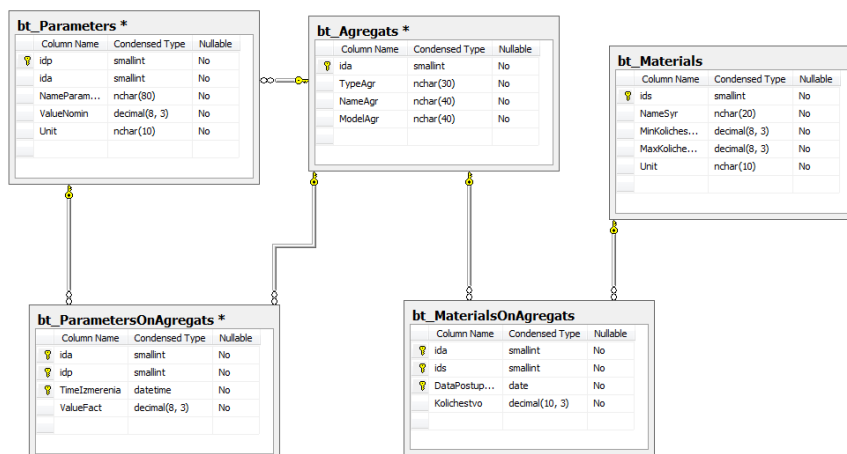 bt_Parameters *
Column Name Condensed Type Nullable
idp smallint No
ida smallint No
NameParam... nchar(80) No
ValueNomin decimal(8, 3) No
Unit nchar(10) No
bt_Agregats *
Column Name Condensed Type Nullable
ida smallint No
TypeAgr nchar(30) No
NameAgr nchar(40) No
ModelAgr nchar(40) No
bt_Materials
Column Name Condensed Type Nullable
ids smallint No
NameSyr nchar(20) No
MinKoliches... decimal(8, 3) No
MaxKoliche... decimal(8, 3) No
Unit nchar(10) No
bt_ParametersOnAgregats *
Column Name Condensed Type Nullable
ida smallint No
idp smallint No
TimeIzmerenia datetime No
ValueFact decimal(8, 3) No
bt_MaterialsOnAgregats
Column Name Condensed Type Nullable
ida smallint No
ids smallint No
DataPostup... date No
Kolichestvo decimal(10, 3) No